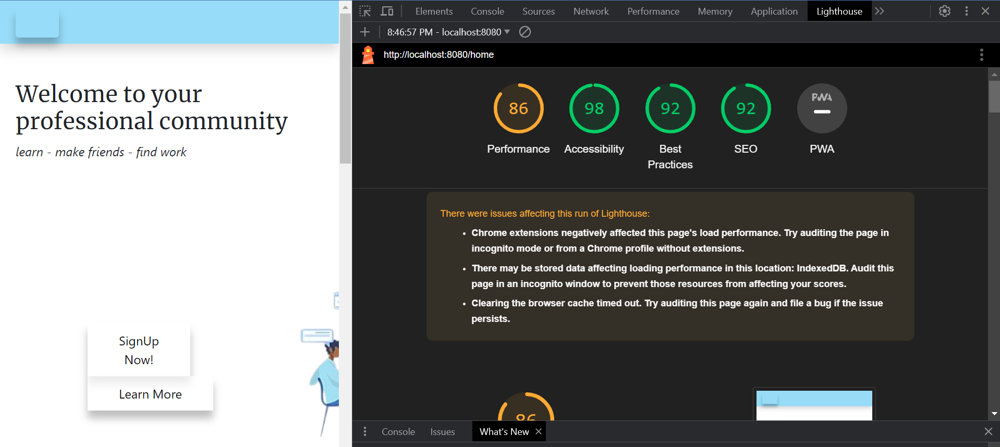 Welcome to your
professional community
learn - make friends - find work
SignUp
Now!
Learn More
Elements Console Sources Network Performance Memory Application Lighthouse
8:46:57 PM - localhost:8080
http://localhost:8080/home
86 98 92 92 PWA
Performance Accessibility Best SEO PWA
Practices
There were issues affecting this run of Lighthouse:
• Chrome extensions negatively affected this page's load performance. Try auditing the page in
incognito mode or from a Chrome profile without extensions.
• There may be stored data affecting loading performance in this location: IndexedDB. Audit this
page in an incognito window to prevent those resources from affecting your scores.
• Clearing the browser cache timed out. Try auditing this page again and file a bug if the issue
persists.
86
Console Issues What's New